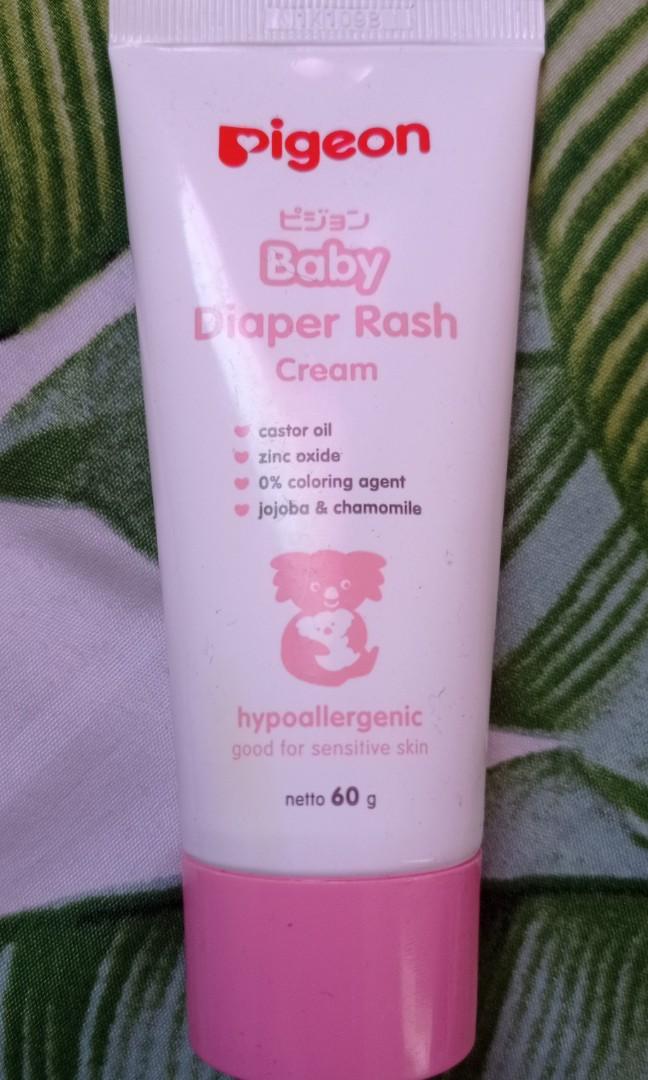 pigeon
ピジョン
Baby
Diaper Rash
Cream
castor oil
zinc oxide
0% coloring agent
jojoba & chamomile
hypoallergenic
good for sensitive skin
netto 60 g